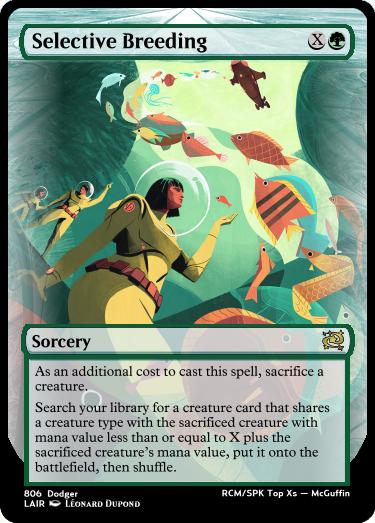 Selective Breeding X
Sorcery
As an additional cost to cast this spell, sacrifice a
creature.
Search your library for a creature card that shares
a creature type with the sacrificed creature with
mana value less than or equal to X plus the
sacrificed creature's mana value, put it onto the
battlefield, then shuffle.
806 Dodger RCM/SPK Top Xs — McGuffin
LAIR LÉONARD DUPOND